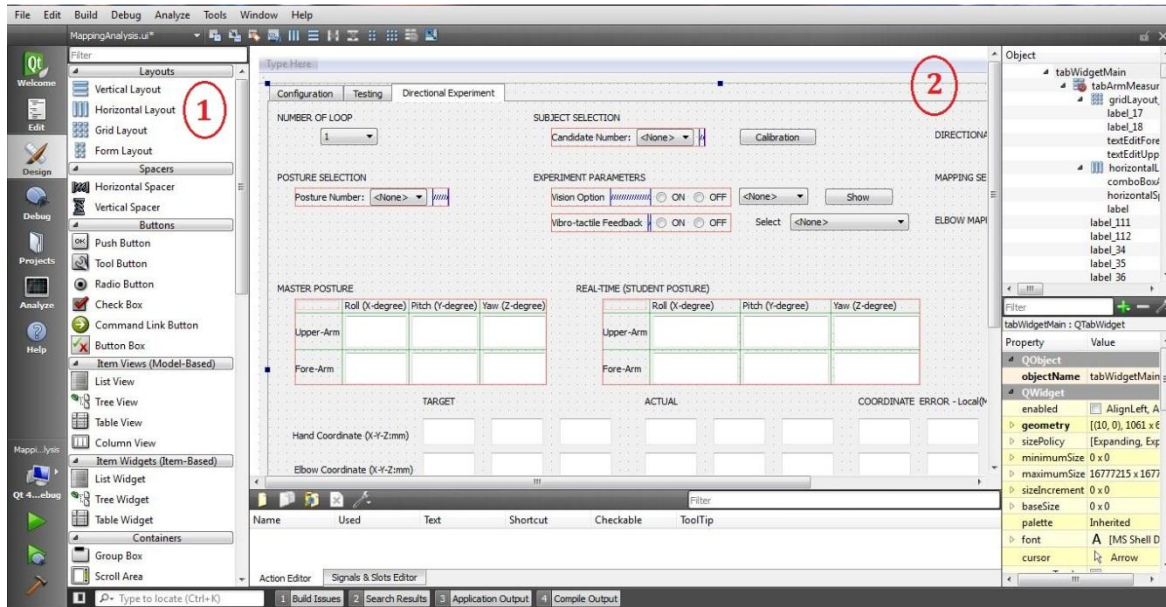 File Edit Build Debug Analyze Tools Window Help
MappingAnalysis.ui*
Welcome
Edit
Design
Debug
Projects
Analyze
Help
Mappi...lysis
Qt 4...ebug
Filter
Layouts
Vertical Layout
Horizontal Layout
Grid Layout
Form Layout
Spacers
Horizontal Spacer
Vertical Spacer
Buttons
Push Button
Tool Button
Radio Button
Check Box
Command Link Button
Button Box
Item Views (Model-Based)
List View
Tree View
Table View
Column View
Item Widgets (Item-Based)
List Widget
Tree Widget
Table Widget
Containers
Group Box
Scroll Area
1
2
Type Here
Configuration Testing Directional Experiment
NUMBER OF LOOP SUBJECT SELECTION
1 Candidate Number: <None> Calibration DIRECTIONA
POSTURE SELECTION EXPERIMENT PARAMETERS MAPPING SE
Posture Number: <None> Vision Option ON OFF <None> Show
Vibro-tactile Feedback ON OFF Select <None> ELBOW MAPI
MASTER POSTURE REAL-TIME (STUDENT POSTURE)
Roll (X-degree) Pitch (Y-degree) Yaw (Z-degree) Roll (X-degree) Pitch (Y-degree) Yaw (Z-degree)
Upper-Arm Upper-Arm
Fore-Arm Fore-Arm
TARGET ACTUAL COORDINATE ERROR - Local(M
Hand Coordinate (X-Y-Z:mm)
Elbow Coordinate (X-Y-Z:mm)
Filter
Name Used Text Shortcut Checkable ToolTip
Action Editor Signals & Slots Editor
Object
tabWidgetMain
tabArmMeasur
gridLayout_
label_17
label_18
textEditFore
textEditUpp
horizontalL
comboBoxA
horizontalSp
label
label_111
label_112
label_34
label_35
label 36
Filter
tabWidgetMain : QTabWidget
Property Value
QObject
objectName tabWidgetMain
QWidget
enabled AlignLeft, A
geometry [(10, 0), 1061 x 6
sizePolicy [Expanding, Exp
minimumSize 0 x 0
maximumSize 16777215 x 1677
sizeIncrement 0 x 0
baseSize 0 x 0
palette Inherited
font A [MS Shell D
cursor Arrow
Type to locate (Ctrl+K) 1 Build Issues 2 Search Results 3 Application Output 4 Compile Output